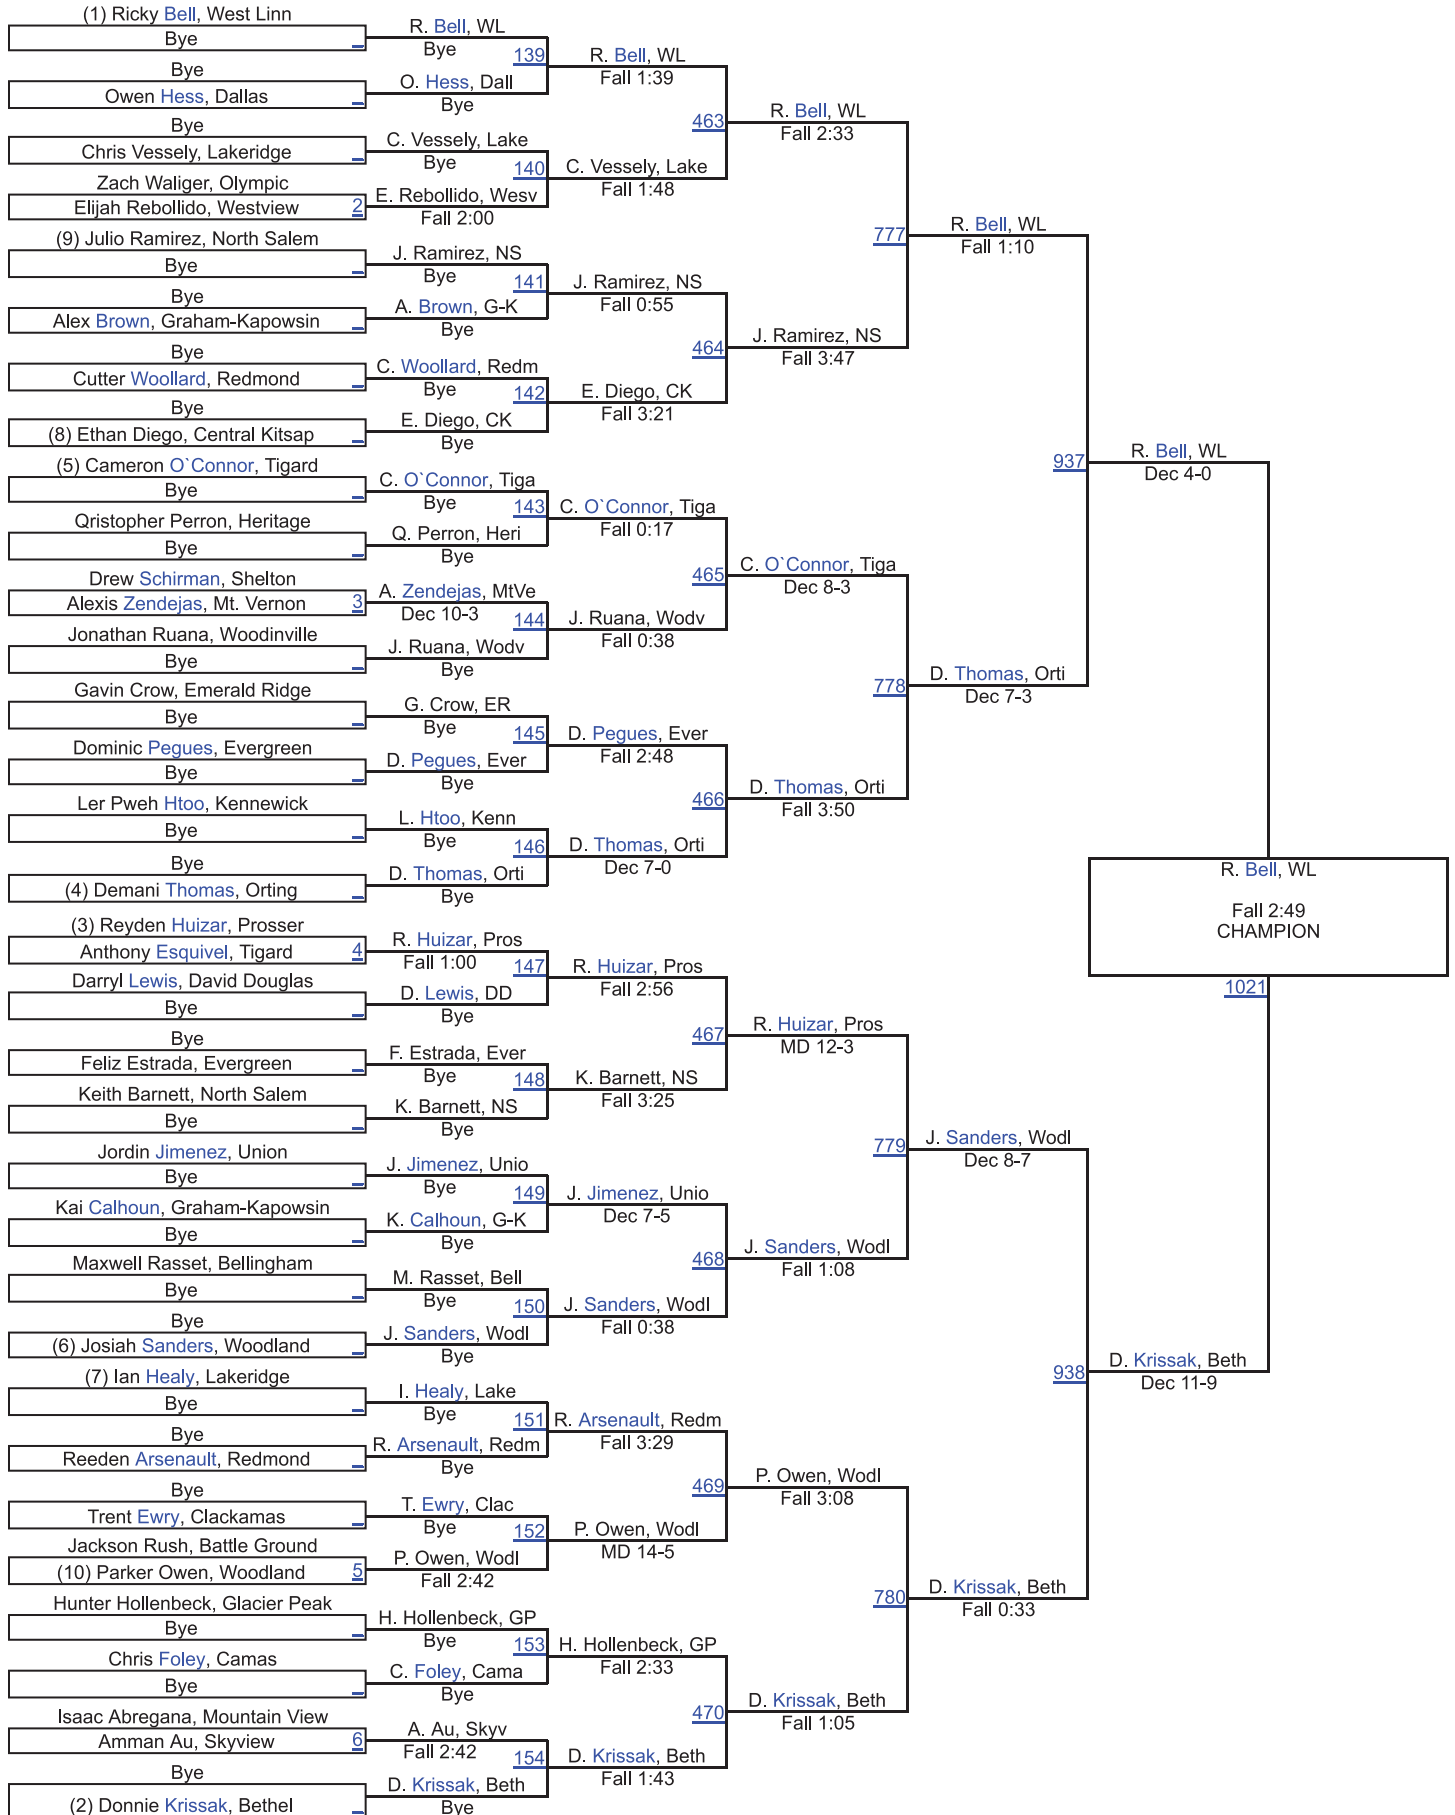 (1) Ricky Bell, West Linn
Bye
Bye
Owen Hess, Dallas
Bye
Chris Vessely, Lakeridge
Zach Waliger, Olympic
Elijah Rebollido, Westview 2
(9) Julio Ramirez, North Salem
Bye
Bye
Alex Brown, Graham-Kapowsin
Bye
Cutter Woollard, Redmond
Bye
(8) Ethan Diego, Central Kitsap
(5) Cameron O`Connor, Tigard
Bye
Qristopher Perron, Heritage
Bye
Drew Schirman, Shelton
Alexis Zendejas, Mt. Vernon 3
Jonathan Ruana, Woodinville
Bye
Gavin Crow, Emerald Ridge
Bye
Dominic Pegues, Evergreen
Bye
Ler Pweh Htoo, Kennewick
Bye
Bye
(4) Demani Thomas, Orting
(3) Reyden Huizar, Prosser
Anthony Esquivel, Tigard 4
Darryl Lewis, David Douglas
Bye
Bye
Feliz Estrada, Evergreen
Keith Barnett, North Salem
Bye
Jordin Jimenez, Union
Bye
Kai Calhoun, Graham-Kapowsin
Bye
Maxwell Rasset, Bellingham
Bye
Bye
(6) Josiah Sanders, Woodland
(7) Ian Healy, Lakeridge
Bye
Bye
Reeden Arsenault, Redmond
Bye
Trent Ewry, Clackamas
Jackson Rush, Battle Ground
(10) Parker Owen, Woodland 5
Hunter Hollenbeck, Glacier Peak
Bye
Chris Foley, Camas
Bye
Isaac Abregana, Mountain View
Amman Au, Skyview 6
Bye
(2) Donnie Krissak, Bethel
R. Bell, WL
Bye
139
O. Hess, Dall
Bye
C. Vessely, Lake
Bye
140
E. Rebollido, Wesv
Fall 2:00
J. Ramirez, NS
Bye
141
A. Brown, G-K
Bye
C. Woollard, Redm
Bye
142
E. Diego, CK
Bye
C. O`Connor, Tiga
Bye
143
Q. Perron, Heri
Bye
A. Zendejas, MtVe
Dec 10-3
144
J. Ruana, Wodv
Bye
G. Crow, ER
Bye
145
D. Pegues, Ever
Bye
L. Htoo, Kenn
Bye
146
D. Thomas, Orti
Bye
R. Huizar, Pros
Fall 1:00
147
D. Lewis, DD
Bye
F. Estrada, Ever
Bye
148
K. Barnett, NS
Bye
J. Jimenez, Unio
Bye
149
K. Calhoun, G-K
Bye
M. Rasset, Bell
Bye
150
J. Sanders, Wodl
Bye
I. Healy, Lake
Bye
151
R. Arsenault, Redm
Bye
T. Ewry, Clac
Bye
152
P. Owen, Wodl
Fall 2:42
H. Hollenbeck, GP
Bye
153
C. Foley, Cama
Bye
A. Au, Skyv
Fall 2:42
154
D. Krissak, Beth
Bye
R. Bell, WL
Fall 1:39
463
C. Vessely, Lake
Fall 1:48
J. Ramirez, NS
Fall 0:55
464
E. Diego, CK
Fall 3:21
C. O`Connor, Tiga
Fall 0:17
465
J. Ruana, Wodv
Fall 0:38
D. Pegues, Ever
Fall 2:48
466
D. Thomas, Orti
Dec 7-0
R. Huizar, Pros
Fall 2:56
467
K. Barnett, NS
Fall 3:25
J. Jimenez, Unio
Dec 7-5
468
J. Sanders, Wodl
Fall 0:38
R. Arsenault, Redm
Fall 3:29
469
P. Owen, Wodl
MD 14-5
H. Hollenbeck, GP
Fall 2:33
470
D. Krissak, Beth
Fall 1:43
R. Bell, WL
Fall 2:33
777
J. Ramirez, NS
Fall 3:47
C. O`Connor, Tiga
Dec 8-3
778
D. Thomas, Orti
Fall 3:50
R. Huizar, Pros
MD 12-3
779
J. Sanders, Wodl
Fall 1:08
P. Owen, Wodl
Fall 3:08
780
D. Krissak, Beth
Fall 1:05
R. Bell, WL
Fall 1:10
937
D. Thomas, Orti
Dec 7-3
J. Sanders, Wodl
Dec 8-7
938
D. Krissak, Beth
Fall 0:33
R. Bell, WL
Dec 4-0
D. Krissak, Beth
Dec 11-9
R. Bell, WL
Fall 2:49
CHAMPION
1021